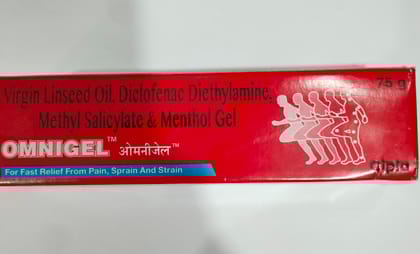 Virgin Linseed Oil, Diclofenac Diethylamine,
Methyl Salicylate & Menthol Gel
75 g
OMNIGEL™ ओमनीजेल™
For Fast Relief From Pain, Sprain And Strain
Cipla